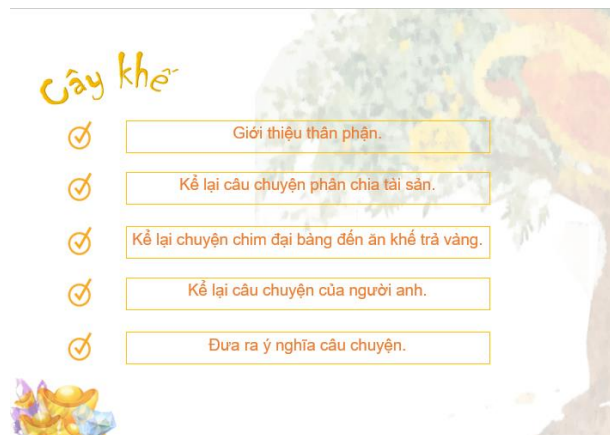 Cây khế
Giới thiệu thân phận.
Kể lại câu chuyện phân chia tài sản.
Kể lại chuyện chim đại bàng đến ăn khế trả vàng.
Kể lại câu chuyện của người anh.
Đưa ra ý nghĩa câu chuyện.